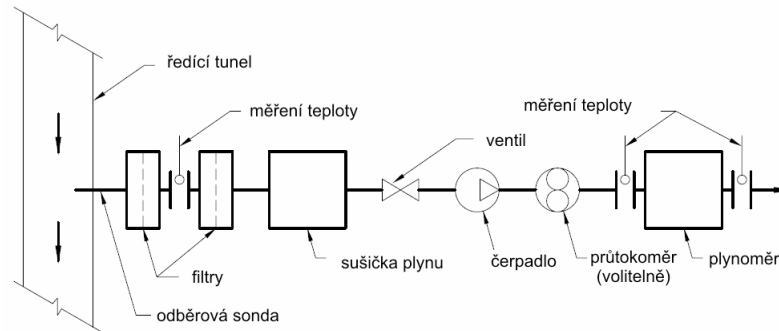 ředící tunel
měření teploty
měření teploty
ventil
filtry
sušička plynu
čerpadlo
průtokoměr
(volitelně)
plynoměr
odběrová sonda